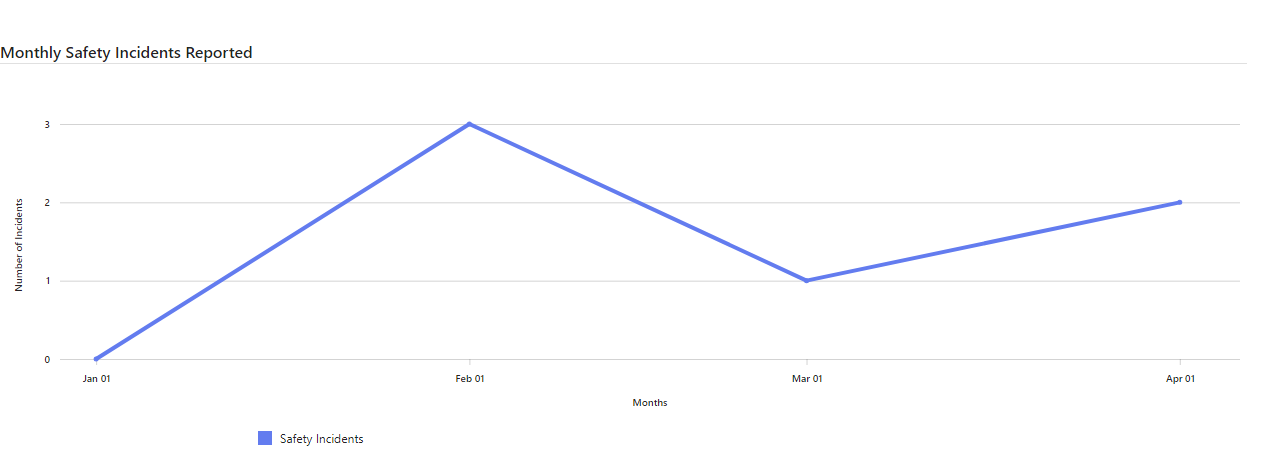 Monthly Safety Incidents Reported
3
2
1
0
Number of Incidents
Jan 01 Feb 01 Mar 01 Apr 01
Months
Safety Incidents